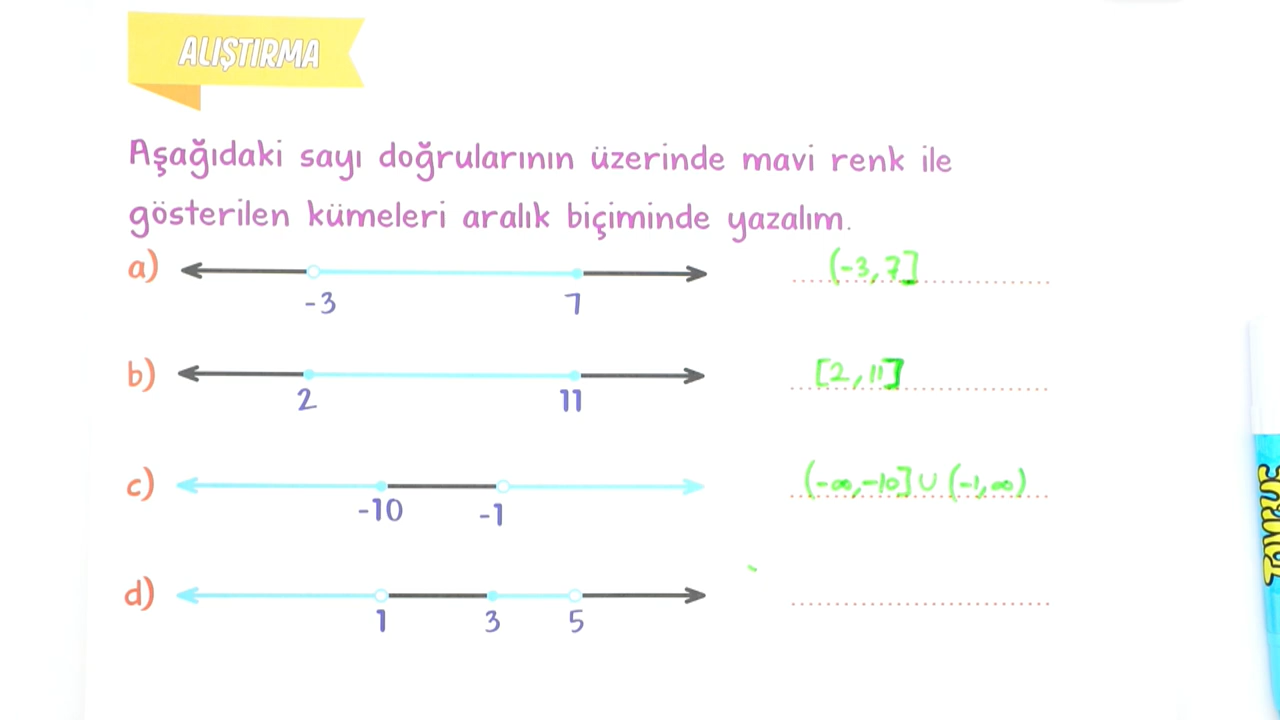 ALIŞTIRMA
Aşağıdaki sayı doğrularının üzerinde mavi renk ile
gösterilen kümeleri aralık biçiminde yazalım.
a) -3 7 (-3,7]
b) 2 11 [2,11]
c) -10 -1 (-∞,-10]∪(-1,∞)
d) 1 3 5
TONGUÇ